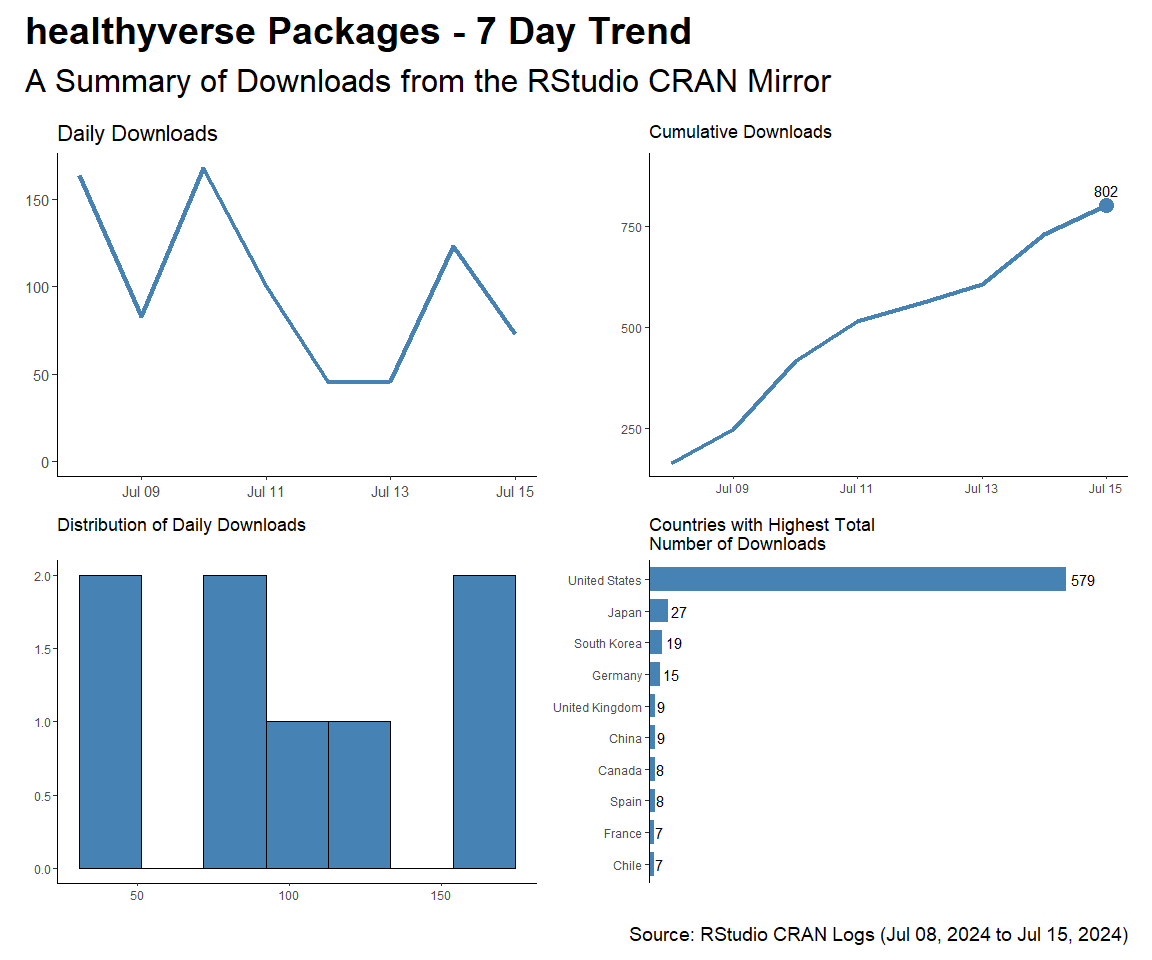 healthyverse Packages - 7 Day Trend
A Summary of Downloads from the RStudio CRAN Mirror
Daily Downloads
150
100
50
0
Jul 09 Jul 11 Jul 13 Jul 15
Cumulative Downloads
802
750
500
250
Jul 09 Jul 11 Jul 13 Jul 15
Distribution of Daily Downloads
2.0
1.5
1.0
0.5
0.0
50 100 150
Countries with Highest Total
Number of Downloads
United States 579
Japan 27
South Korea 19
Germany 15
United Kingdom 9
China 9
Canada 8
Spain 8
France 7
Chile 7
Source: RStudio CRAN Logs (Jul 08, 2024 to Jul 15, 2024)